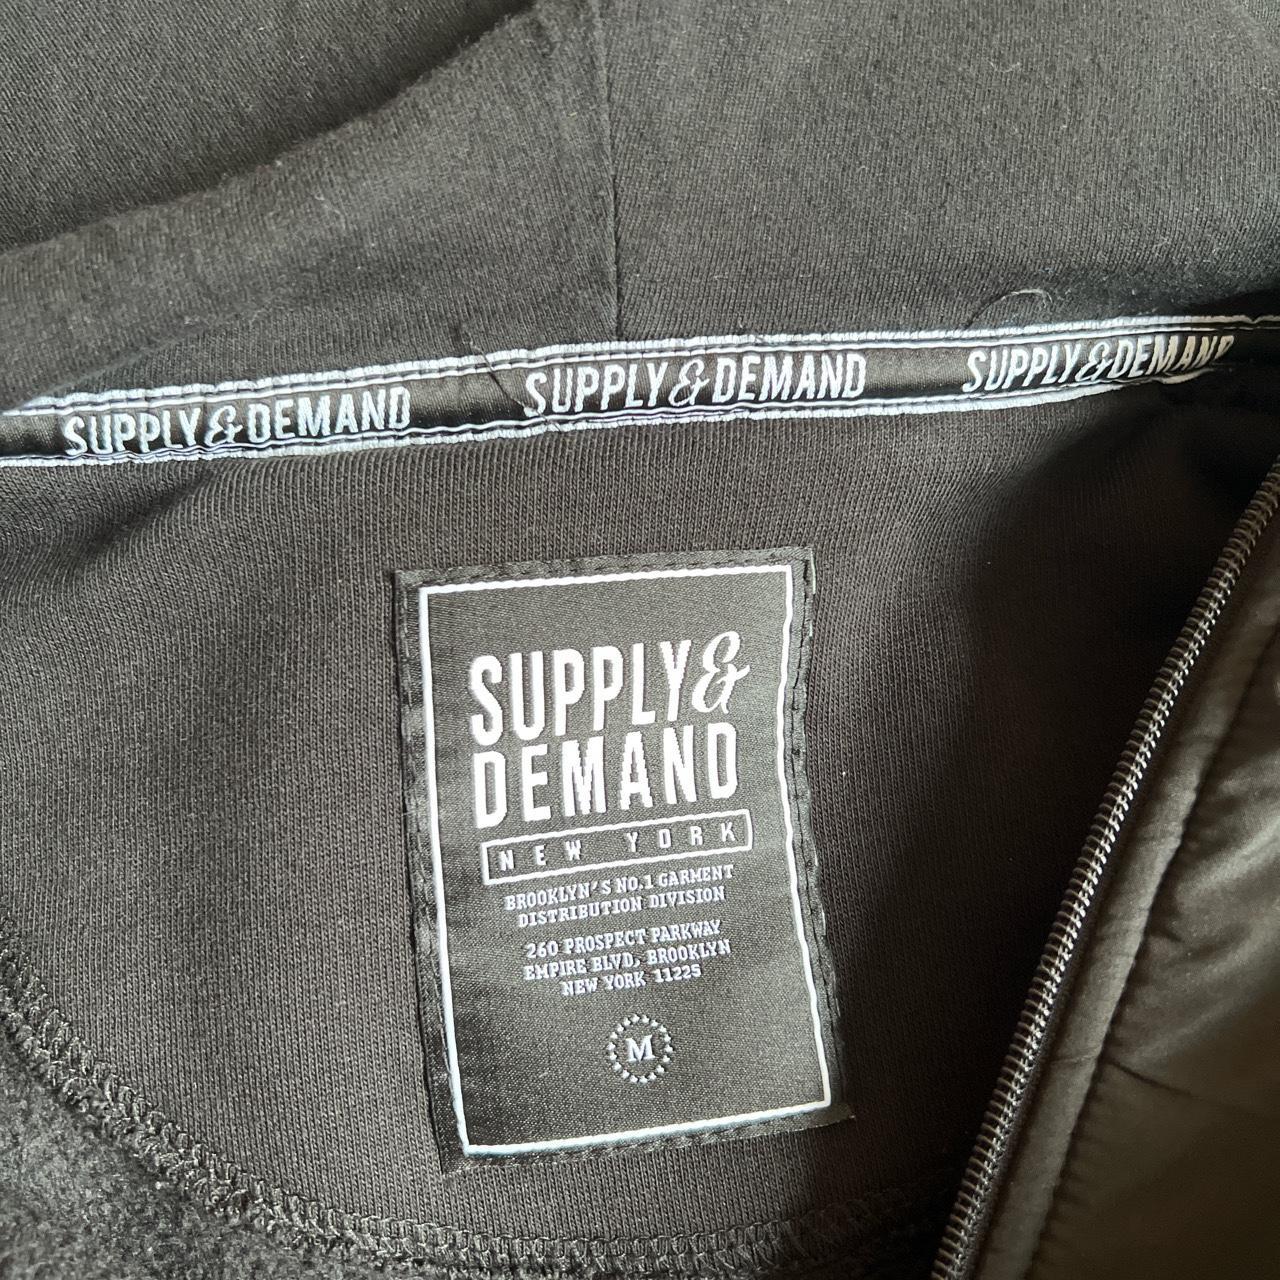 SUPPLY&DEMAND SUPPLY&DEMAND SUPPLY&DEMAND
SUPPLY&
DEMAND
NEW YORK
BROOKLYN'S NO.1 GARMENT
DISTRIBUTION DIVISION
260 PROSPECT PARKWAY
EMPIRE BLVD, BROOKLYN
NEW YORK 11225
M